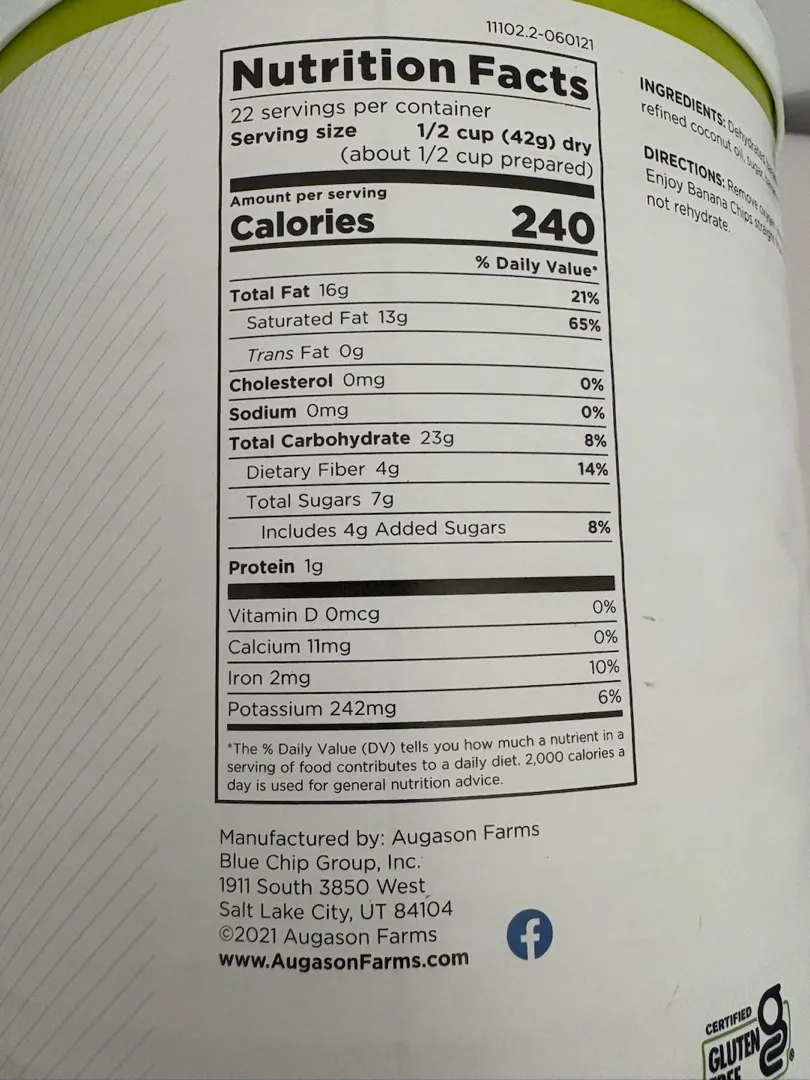 11102.2-060121
Nutrition Facts
22 servings per container
Serving size 1/2 cup (42g) dry
(about 1/2 cup prepared)
Amount per serving
Calories 240
% Daily Value*
Total Fat 16g 21%
Saturated Fat 13g 65%
Trans Fat 0g
Cholesterol 0mg 0%
Sodium 0mg 0%
Total Carbohydrate 23g 8%
Dietary Fiber 4g 14%
Total Sugars 7g
Includes 4g Added Sugars 8%
Protein 1g
Vitamin D 0mcg 0%
Calcium 11mg 0%
Iron 2mg 10%
Potassium 242mg 6%
*The % Daily Value (DV) tells you how much a nutrient in a
serving of food contributes to a daily diet. 2,000 calories a
day is used for general nutrition advice.
Manufactured by: Augason Farms
Blue Chip Group, Inc.
1911 South 3850 West
Salt Lake City, UT 84104
©2021 Augason Farms
www.AugasonFarms.com
INGREDIENTS: Dehydrated
refined coconut oil, sugar,
DIRECTIONS: Remove
Enjoy Banana Chips straight
not rehydrate.
CERTIFIED
GLUTEN
FREE